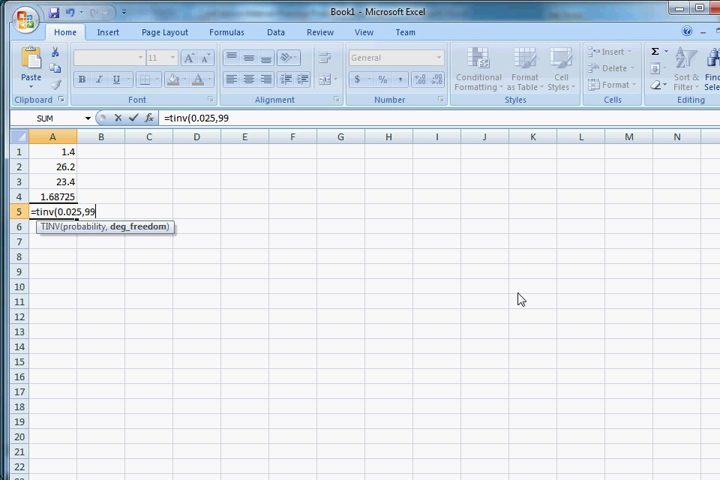 Book1 - Microsoft Excel
Home Insert Page Layout Formulas Data Review View Team
Paste
11 General
B I U A $ % ,
Conditional Formatting
Format as Table
Cell Styles
Insert
Delete
Format
Σ
Sort & Filter
Clipboard Font Alignment Number Styles Cells Editing
SUM fx =tinv(0.025,99
A B C D E F G H I J K L M N
1 1.4
2 26.2
3 23.4
4 1.68725
5 =tinv(0.025,99
6 TINV(probability, deg_freedom)
7
8
9
10
11
12
13
14
15
16
17
18
19
20
21
22